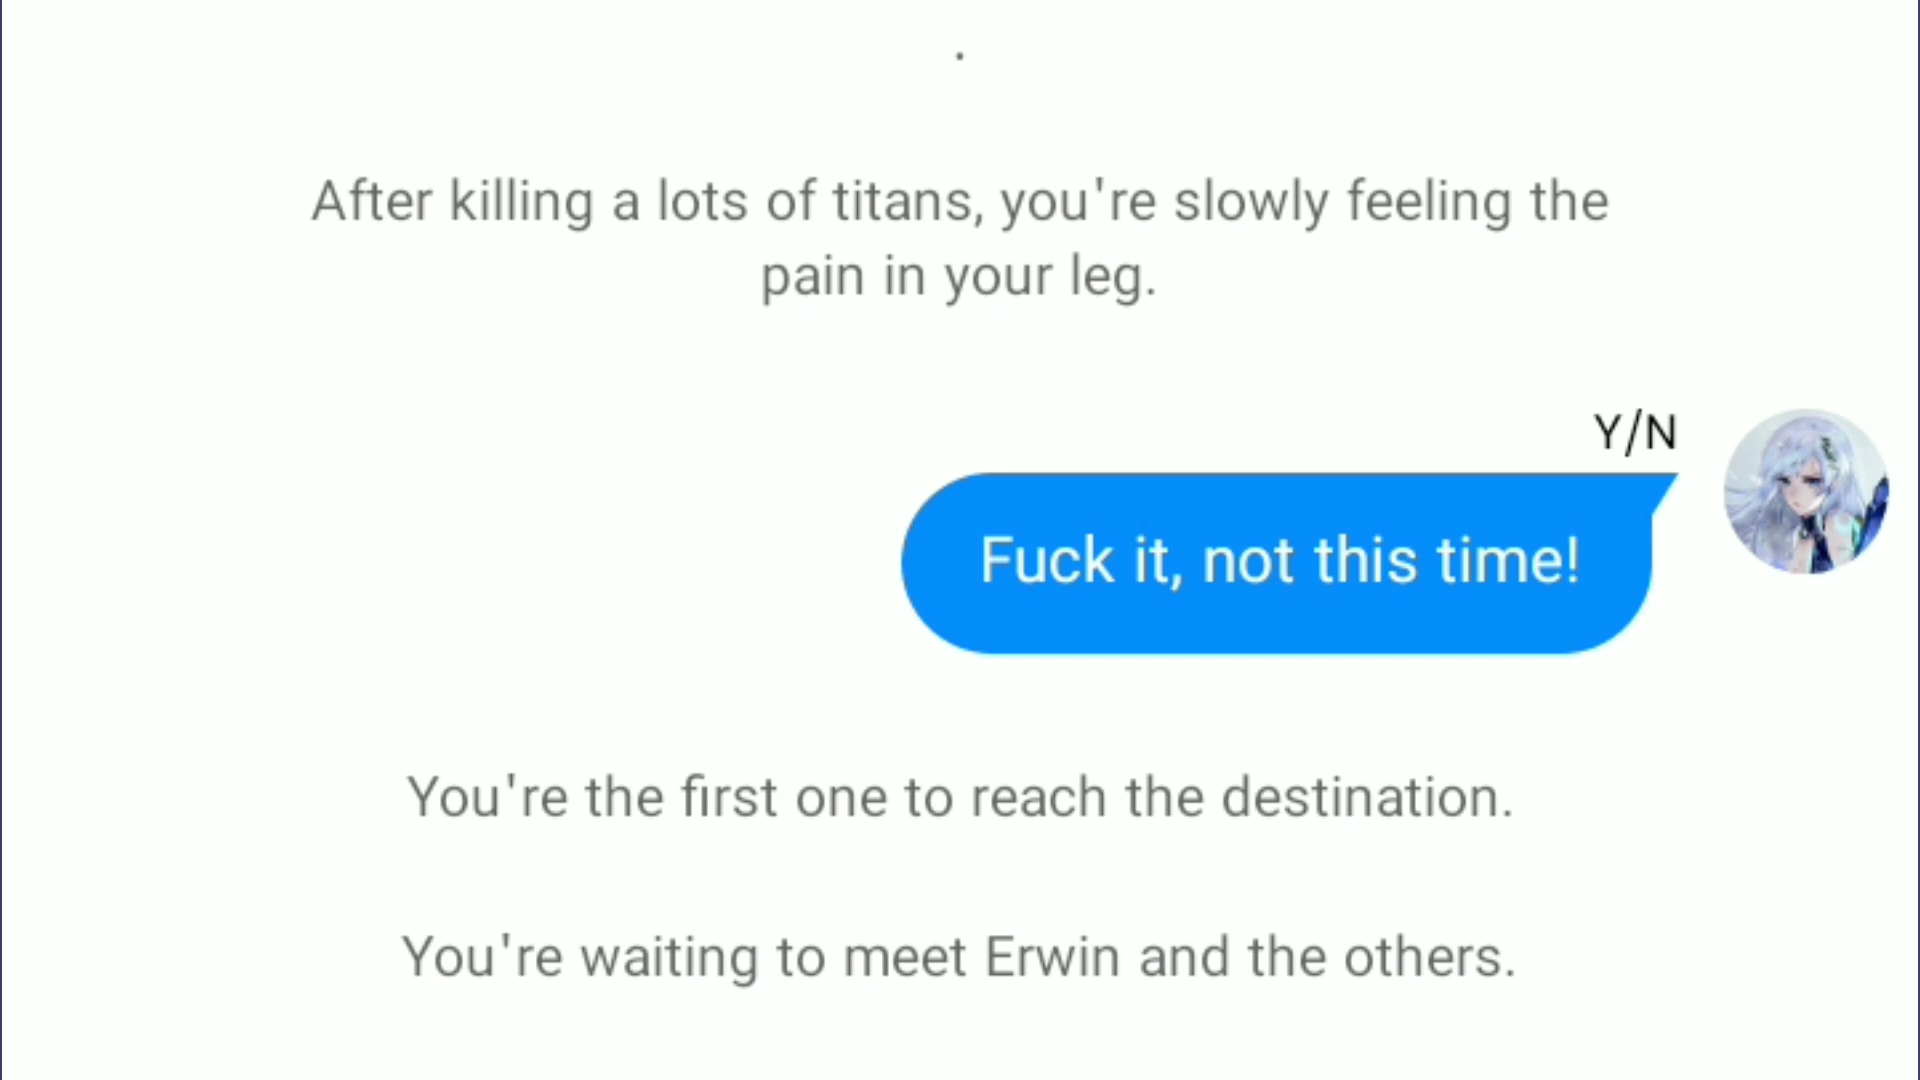 .
After killing a lots of titans, you're slowly feeling the
pain in your leg.
Y/N
Fuck it, not this time!
You're the first one to reach the destination.
You're waiting to meet Erwin and the others.